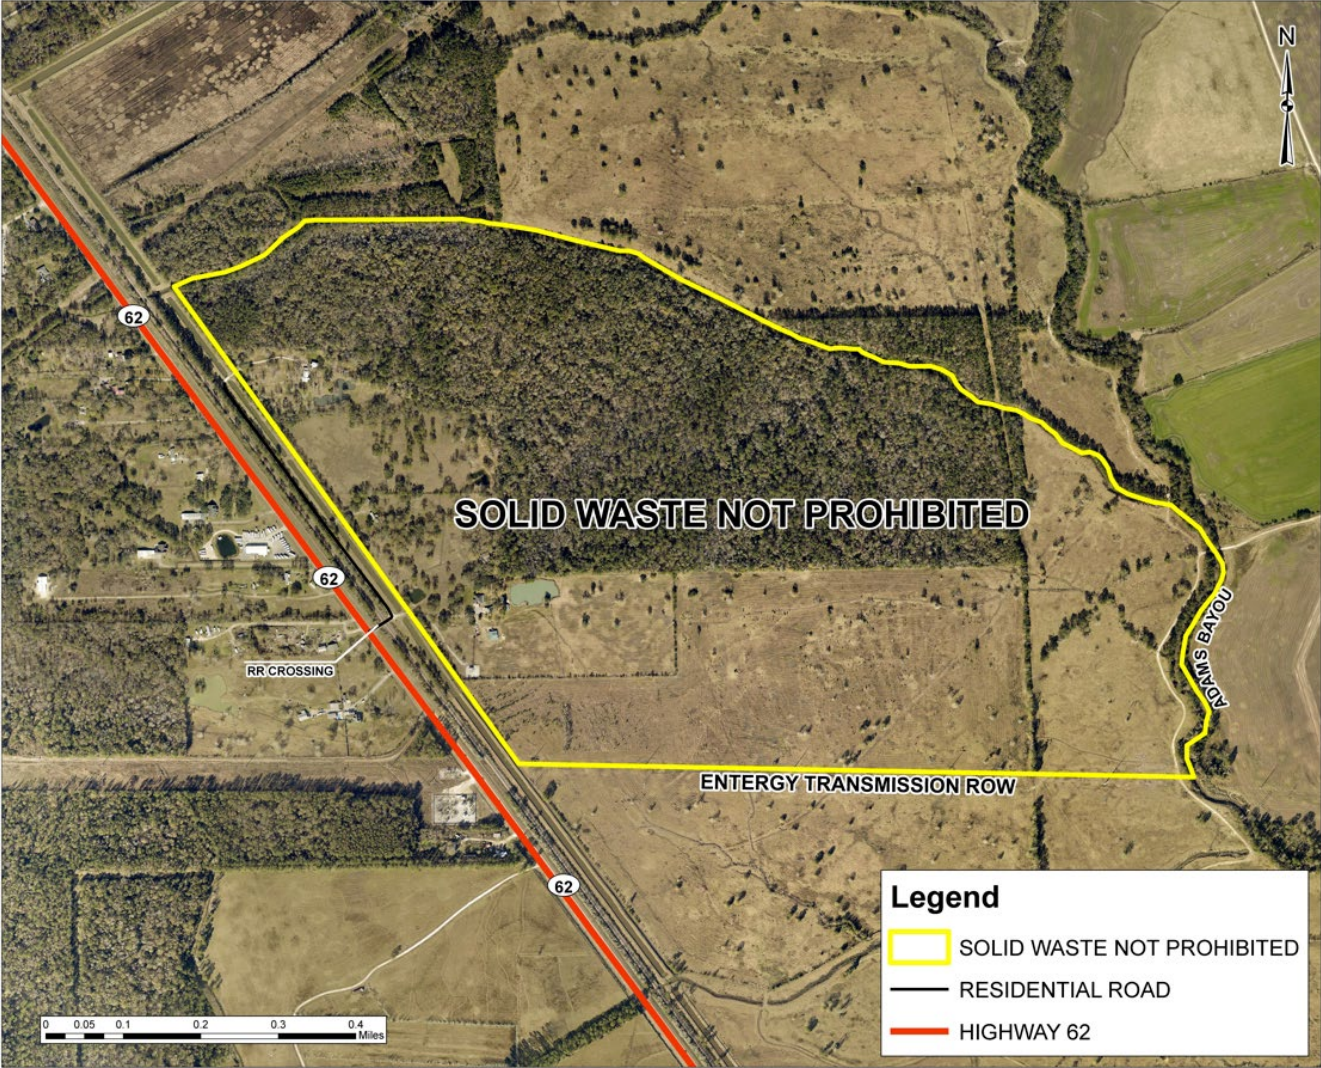 N
62
SOLID WASTE NOT PROHIBITED
62
RR CROSSING
ADAMS BAYOU
ENTERGY TRANSMISSION ROW
62
Legend
SOLID WASTE NOT PROHIBITED
RESIDENTIAL ROAD
HIGHWAY 62
0 0.05 0.1 0.2 0.3 0.4
Miles